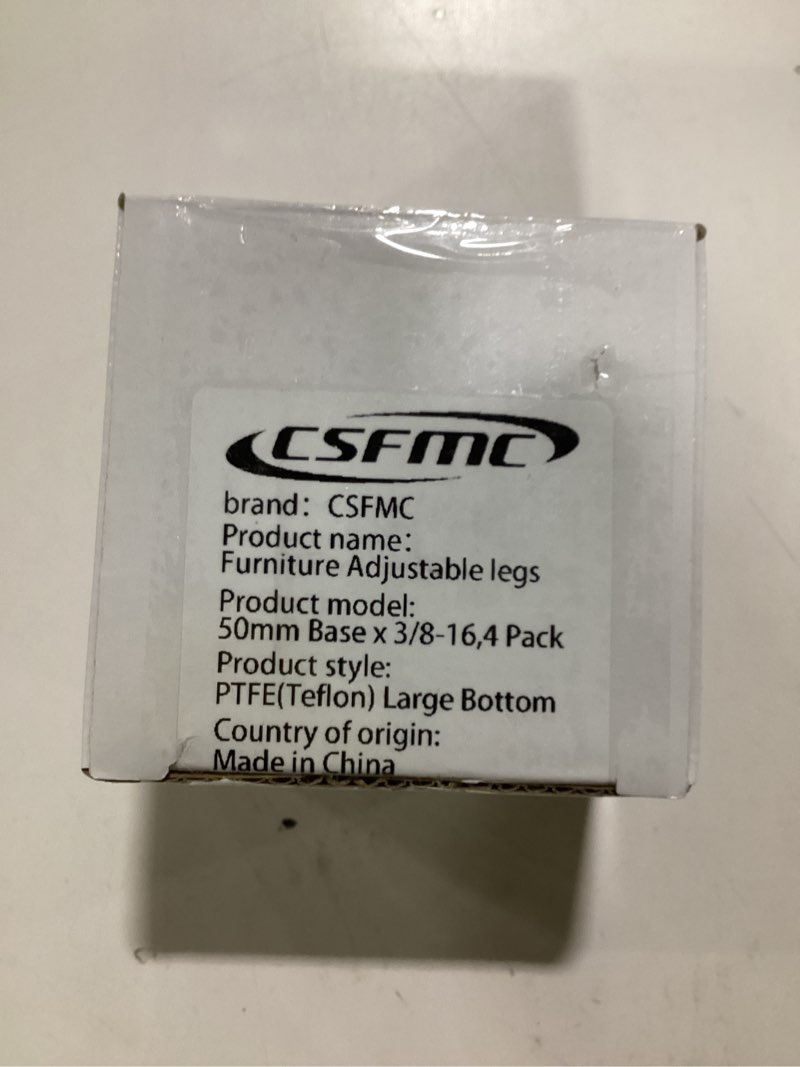 CSFMC
brand: CSFMC
Product name:
Furniture Adjustable legs
Product model:
50mm Base x 3/8-16,4 Pack
Product style:
PTFE(Teflon) Large Bottom
Country of origin:
Made in China